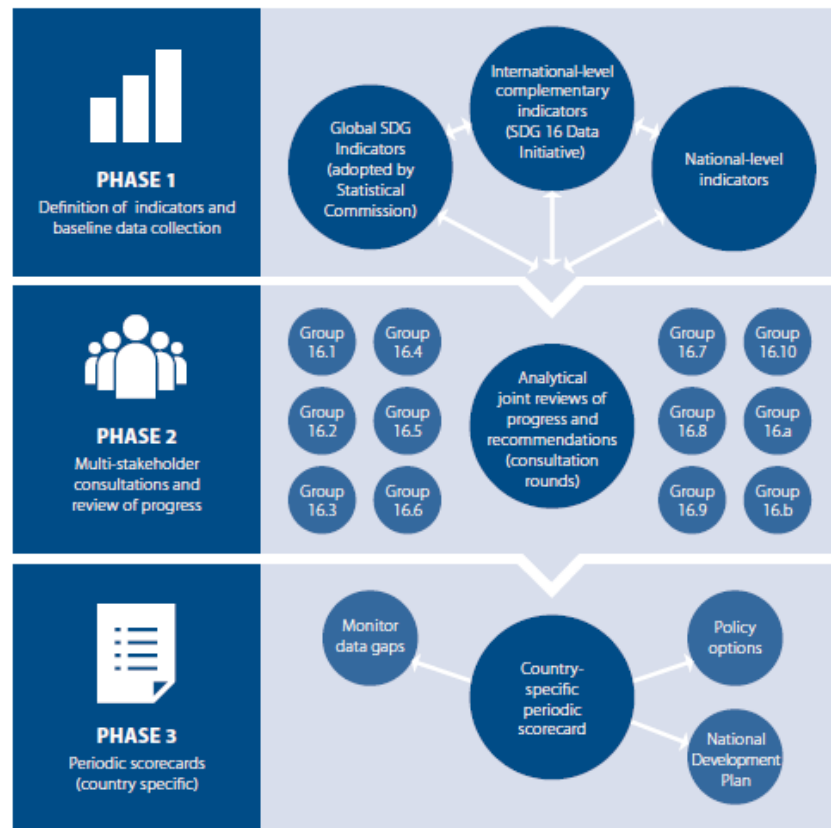 PHASE 1
Definition of indicators and
baseline data collection
Global SDG
Indicators
(adopted by
Statistical
Commission)
International-level
complementary
indicators
(SDG 16 Data
Initiative)
National-level
indicators
PHASE 2
Multi-stakeholder
consultations and
review of progress
Group
16.1
Group
16.4
Group
16.2
Group
16.5
Group
16.3
Group
16.6
Analytical
joint reviews of
progress and
recommendations
(consultation
rounds)
Group
16.7
Group
16.10
Group
16.8
Group
16.a
Group
16.9
Group
16.b
PHASE 3
Periodic scorecards
(country specific)
Monitor
data gaps
Country-
specific
periodic
scorecard
Policy
options
National
Development
Plan